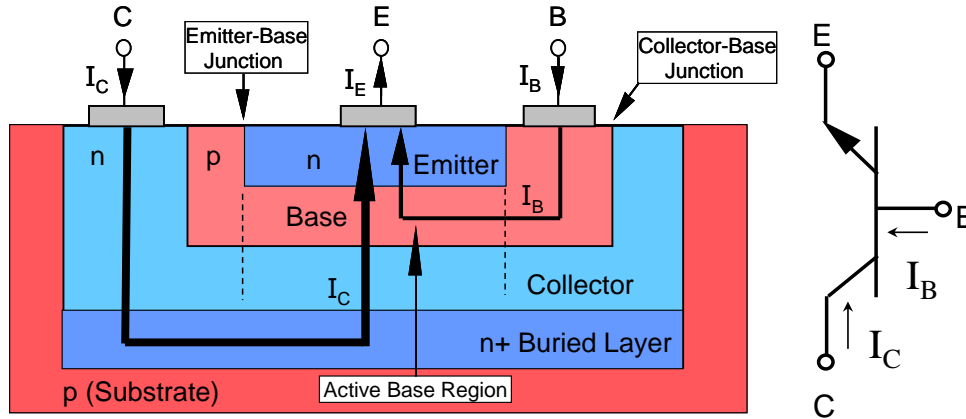 C
E
B
Emitter-Base
Junction
Collector-Base
Junction
I_C
I_E
I_B
n
p
n
Emitter
I_B
Base
I_C
Collector
n+ Buried Layer
p (Substrate)
Active Base Region
E
B
I_B
I_C
C